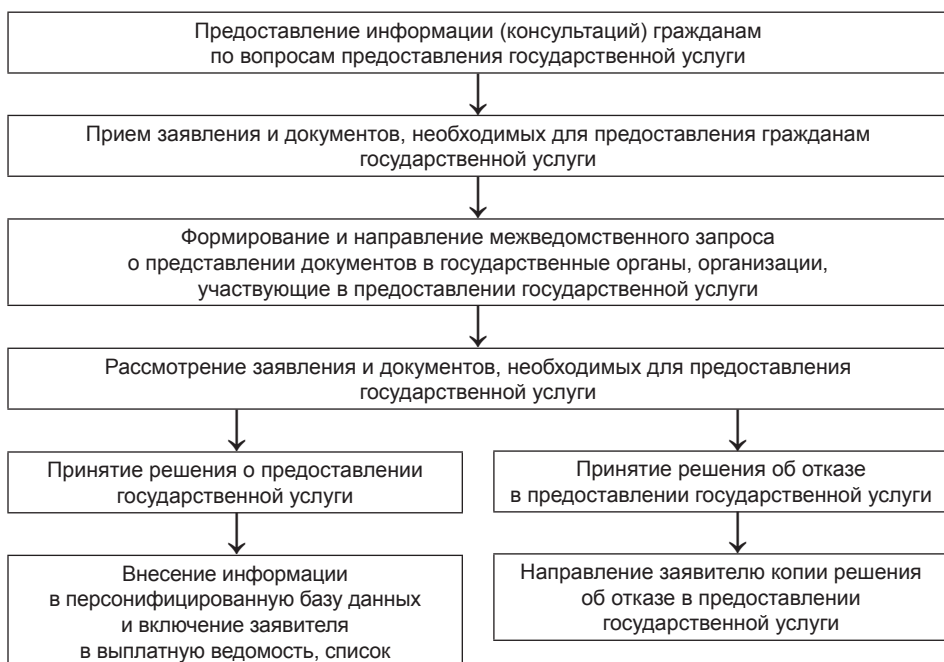 Предоставление информации (консультаций) гражданам
по вопросам предоставления государственной услуги
Прием заявления и документов, необходимых для предоставления гражданам
государственной услуги
Формирование и направление межведомственного запроса
о представлении документов в государственные органы, организации,
участвующие в предоставлении государственной услуги
Рассмотрение заявления и документов, необходимых для предоставления
государственной услуги
Принятие решения о предоставлении
государственной услуги
Принятие решения об отказе
в предоставлении государственной услуги
Внесение информации
в персонифицированную базу данных
и включение заявителя
в выплатную ведомость, список
Направление заявителю копии решения
об отказе в предоставлении
государственной услуги